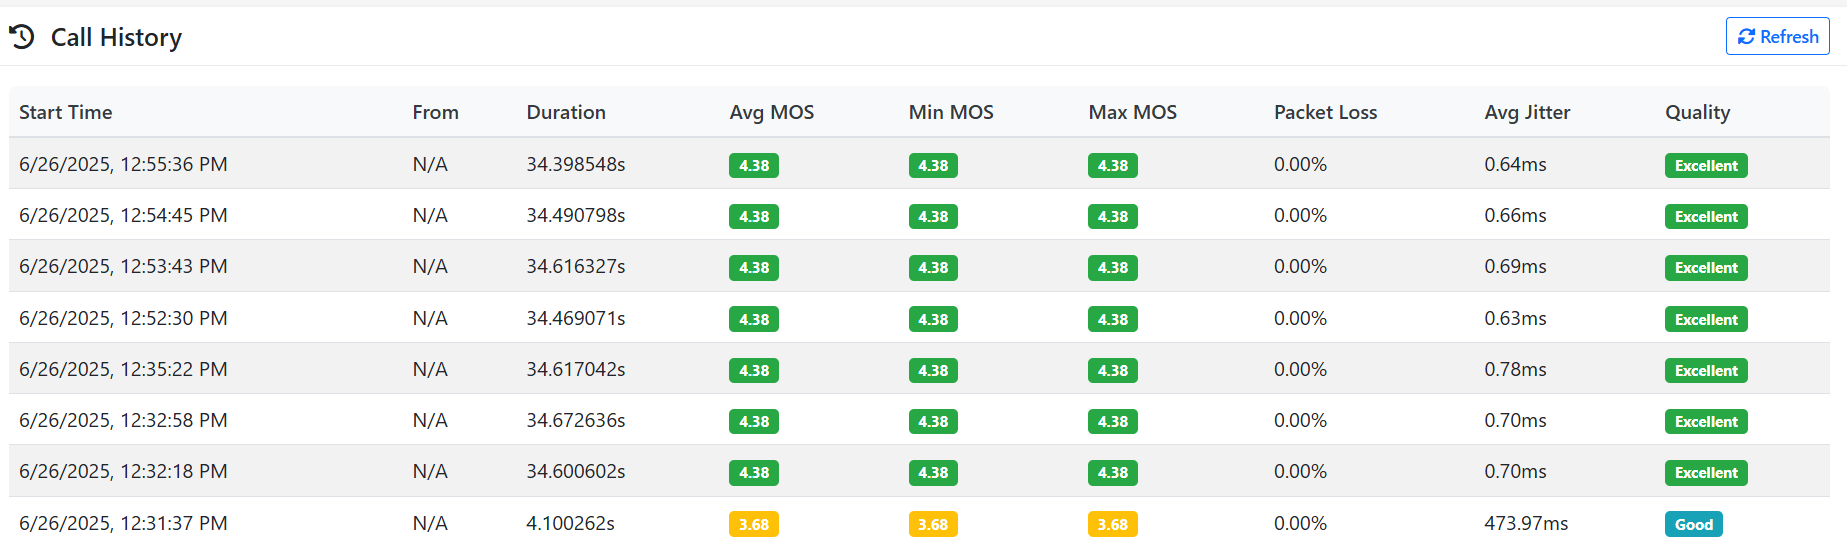 Call History
Refresh
Start Time From Duration Avg MOS Min MOS Max MOS Packet Loss Avg Jitter Quality
6/26/2025, 12:55:36 PM N/A 34.398548s 4.38 4.38 4.38 0.00% 0.64ms Excellent
6/26/2025, 12:54:45 PM N/A 34.490798s 4.38 4.38 4.38 0.00% 0.66ms Excellent
6/26/2025, 12:53:43 PM N/A 34.616327s 4.38 4.38 4.38 0.00% 0.69ms Excellent
6/26/2025, 12:52:30 PM N/A 34.469071s 4.38 4.38 4.38 0.00% 0.63ms Excellent
6/26/2025, 12:35:22 PM N/A 34.617042s 4.38 4.38 4.38 0.00% 0.78ms Excellent
6/26/2025, 12:32:58 PM N/A 34.672636s 4.38 4.38 4.38 0.00% 0.70ms Excellent
6/26/2025, 12:32:18 PM N/A 34.600602s 4.38 4.38 4.38 0.00% 0.70ms Excellent
6/26/2025, 12:31:37 PM N/A 4.100262s 3.68 3.68 3.68 0.00% 473.97ms Good